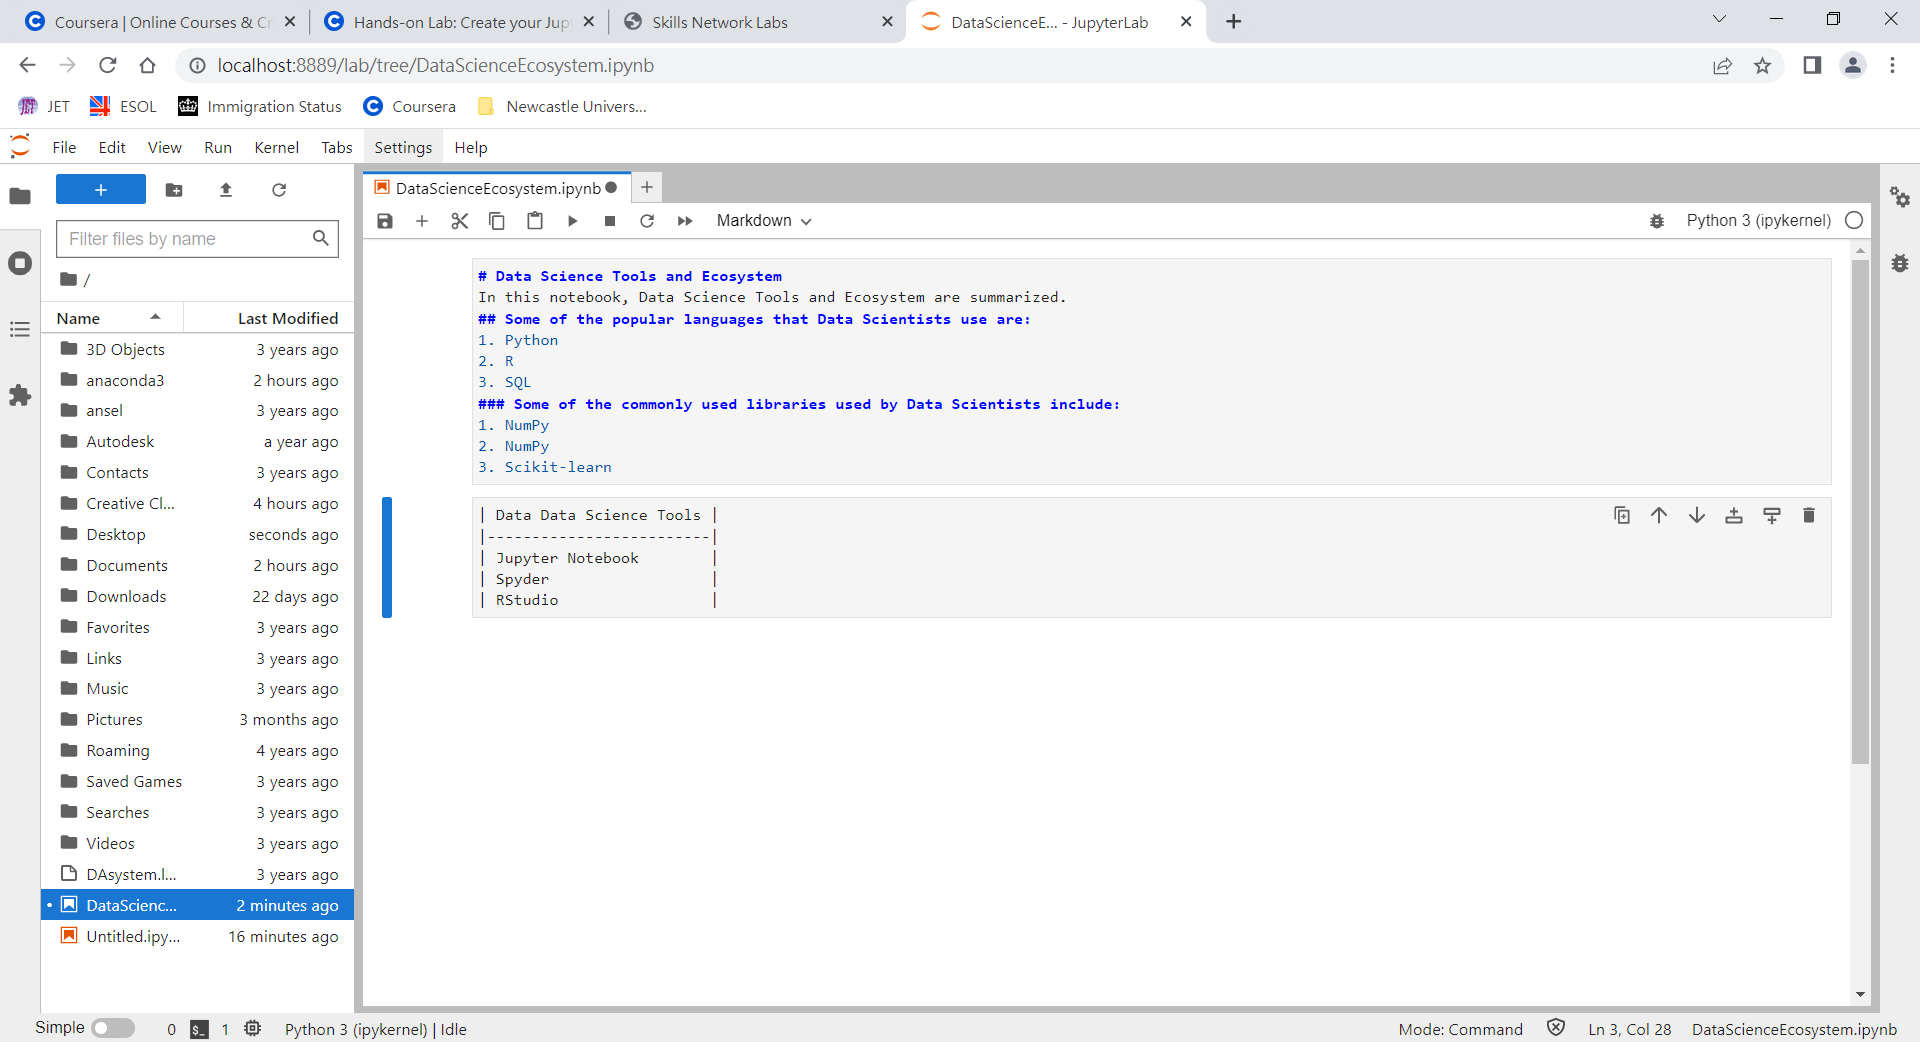 Coursera | Online Courses & Cr
Hands-on Lab: Create your Jup
Skills Network Labs
DataScienceE... - JupyterLab
localhost:8889/lab/tree/DataScienceEcosystem.ipynb
JET
ESOL
Immigration Status
Coursera
Newcastle Univers...
File Edit View Run Kernel Tabs Settings Help
DataScienceEcosystem.ipynb
Filter files by name
Markdown
Python 3 (ipykernel)
/
Name Last Modified
3D Objects 3 years ago
anaconda3 2 hours ago
ansel 3 years ago
Autodesk a year ago
Contacts 3 years ago
Creative Cl... 4 hours ago
Desktop seconds ago
Documents 2 hours ago
Downloads 22 days ago
Favorites 3 years ago
Links 3 years ago
Music 3 years ago
Pictures 3 months ago
Roaming 4 years ago
Saved Games 3 years ago
Searches 3 years ago
Videos 3 years ago
DAsystem.l... 3 years ago
DataScienc... 2 minutes ago
Untitled.ipy... 16 minutes ago
# Data Science Tools and Ecosystem
In this notebook, Data Science Tools and Ecosystem are summarized.
## Some of the popular languages that Data Scientists use are:
1. Python
2. R
3. SQL
### Some of the commonly used libraries used by Data Scientists include:
1. NumPy
2. NumPy
3. Scikit-learn
| Data Data Science Tools |
|-------------------------|
| Jupyter Notebook |
| Spyder |
| RStudio |
Simple 0 $_ 1 Python 3 (ipykernel) | Idle
Mode: Command Ln 3, Col 28 DataScienceEcosystem.ipynb